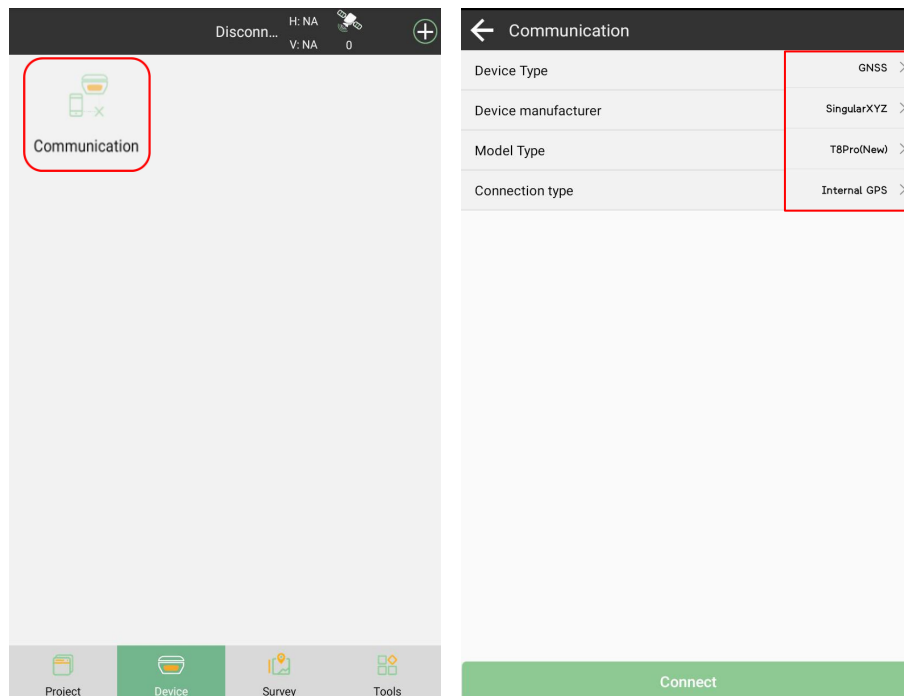 Disconn...
H: NA
V: NA
0
Communication
Project
Device
Survey
Tools
Communication
Device Type
GNSS
Device manufacturer
SingularXYZ
Model Type
T8Pro(New)
Connection type
Internal GPS
Connect